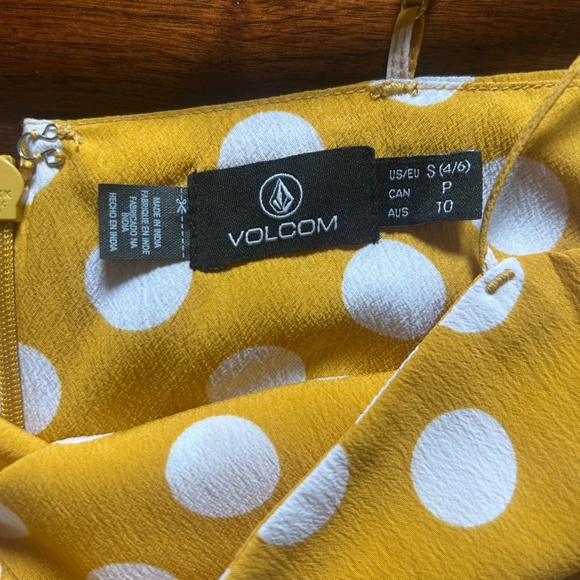 MADE IN INDIA
FABRIQUE EN INDE
FABRICADO NA
INDIA
HECHO EN INDIA
VOLCOM
US/EU S (4/6)
CAN P
AUS 10